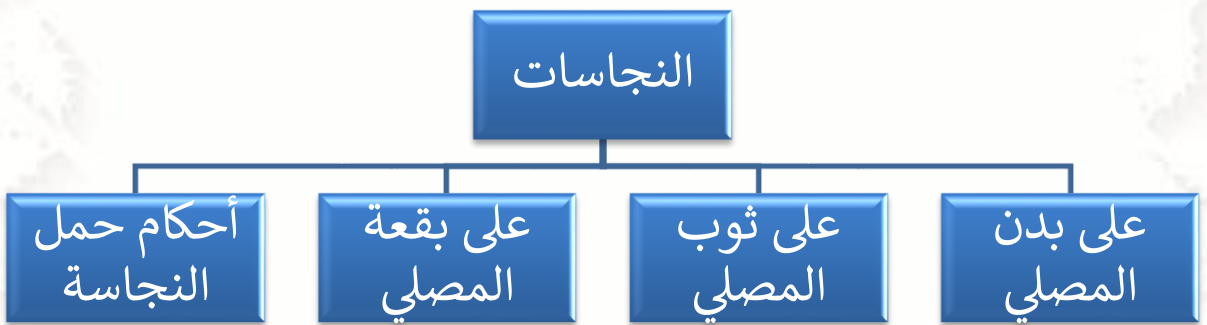 النجاسات
على بدن
المصلي
على ثوب
المصلي
على بقعة
المصلي
أحكام حمل
النجاسة